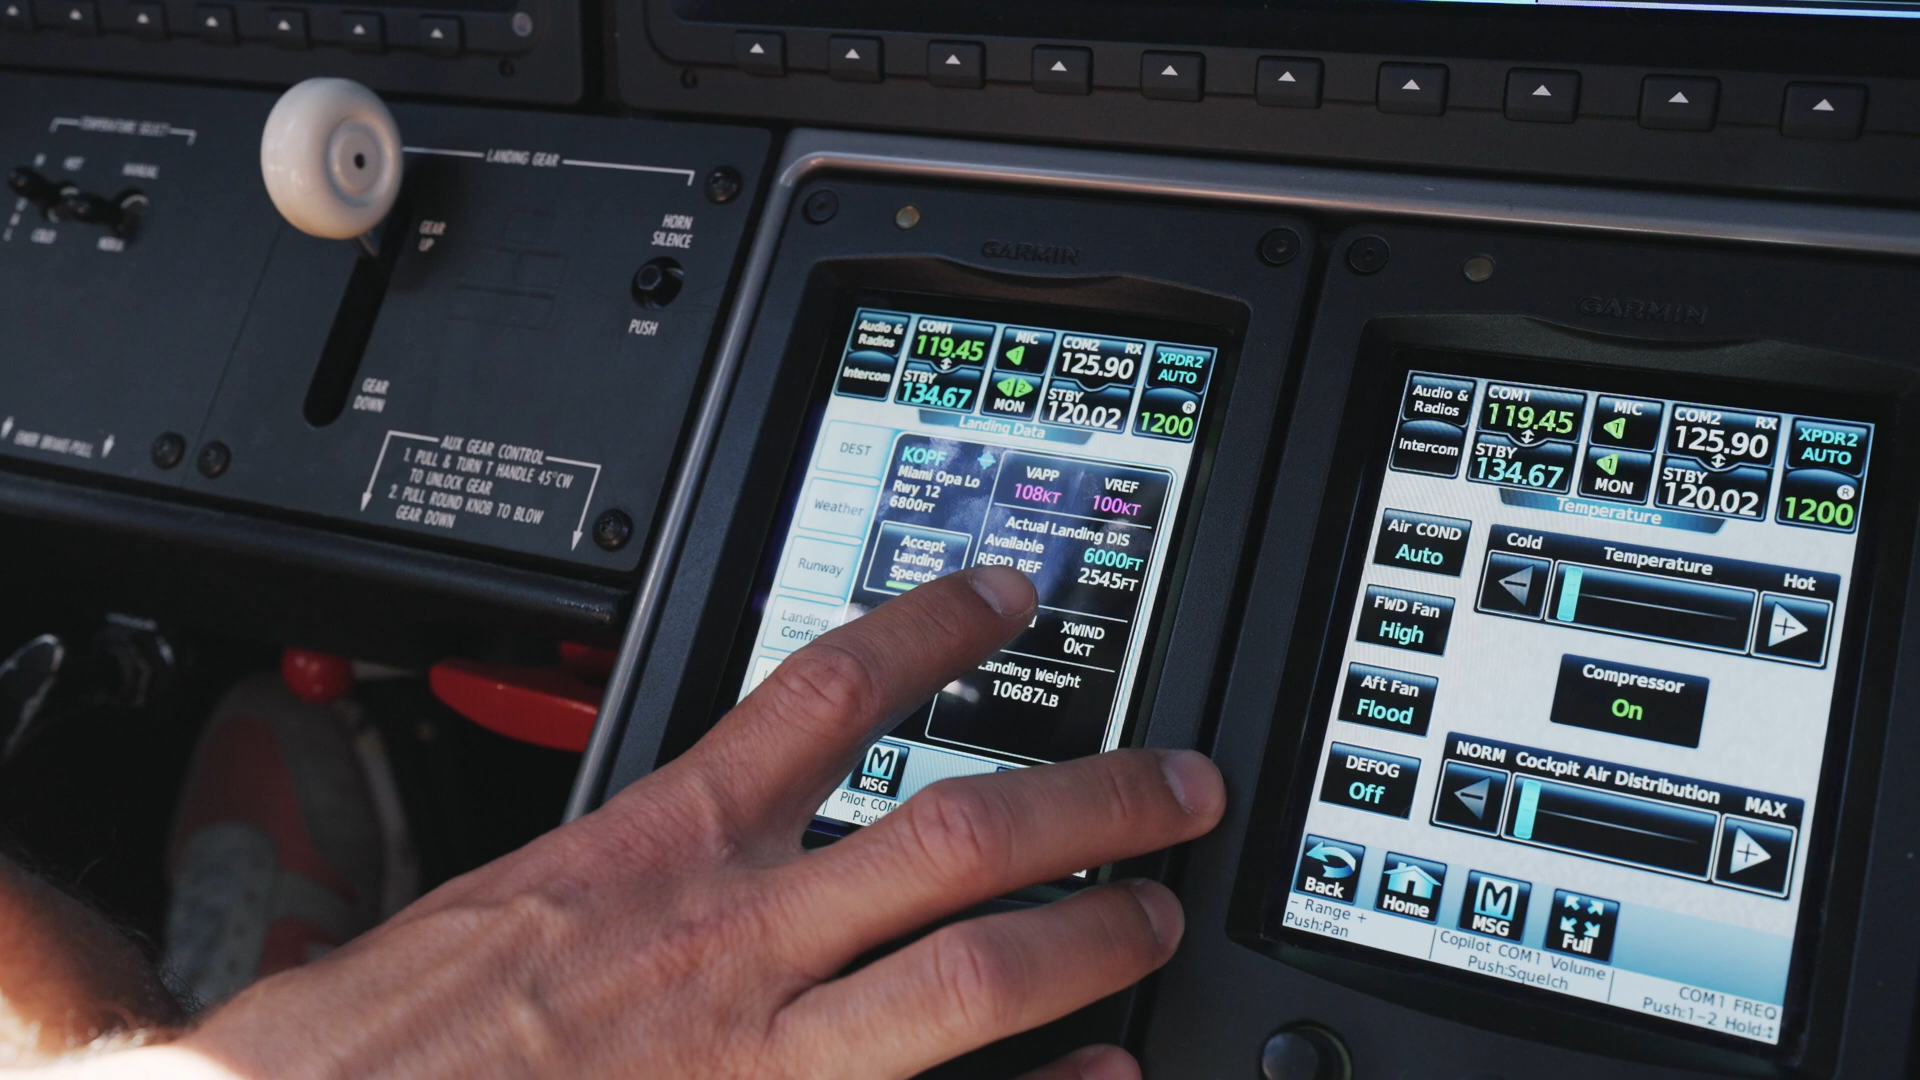 TEMPERATURE SELECT
HOT
MANUAL
COLD
LANDING GEAR
GEAR
UP
HORN
SILENCE
PUSH
GEAR
DOWN
AUX GEAR CONTROL
1. PULL & TURN T HANDLE 45°CW
TO UNLOCK GEAR
2. PULL ROUND KNOB TO BLOW
GEAR DOWN
GARMIN
Audio &
Radios
Intercom
COM1
119.45
STBY
134.67
MIC
MON
COM2 RX
125.90
STBY
120.02
XPDR2
AUTO
1200
R
Landing Data
DEST
Weather
Runway
Landing
KOPF
Miami Opa Lo
Rwy 12
6800FT
Accept
Landing
Speeds
VAPP
108KT
VREF
100KT
Actual Landing DIS
Available
6000FT
REQD REF
2545FT
XWIND
0KT
Landing Weight
10687LB
MSG
Pilot COM
GARMIN
Audio &
Radios
Intercom
COM1
119.45
STBY
134.67
MIC
MON
COM2 RX
125.90
STBY
120.02
XPDR2
AUTO
1200
R
Temperature
Air COND
Auto
FWD Fan
High
Aft Fan
Flood
DEFOG
Off
Cold
Temperature
Hot
Compressor
On
NORM Cockpit Air Distribution MAX
Back
Home
MSG
Full
- Range +
Push:Pan
Copilot COM1 Volume
Push:Squelch
COM1 FREQ
Push:1-2 Hold:↕